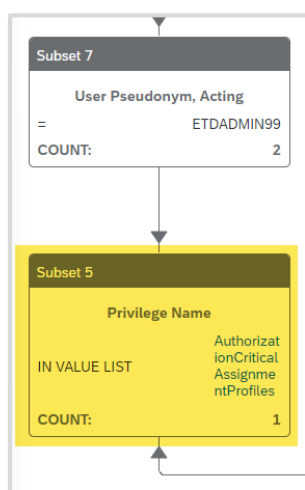 Subset 7
User Pseudonym, Acting
= ETDADMIN99
COUNT: 2
Subset 5
Privilege Name
Authorizat
ionCritical
IN VALUE LIST
Assignme
ntProfiles
COUNT: 1